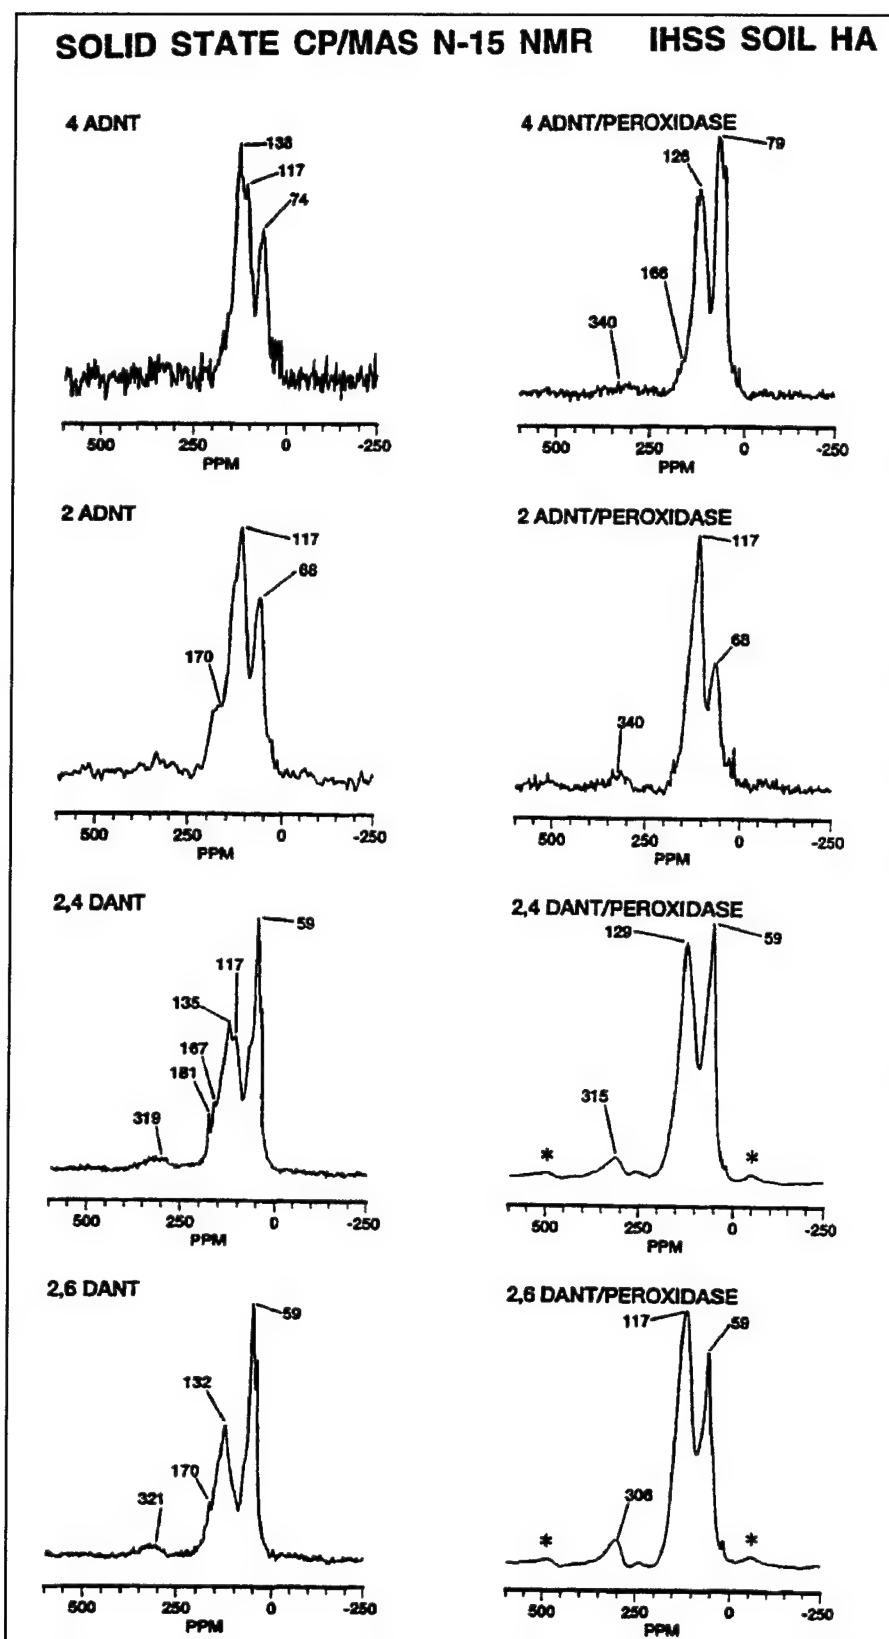 SOLID STATE CP/MAS N-15 NMR IHSS SOIL HA
4 ADNT
138
117
74
500 250 0 -250
PPM
4 ADNT/PEROXIDASE
79
126
166
340
500 250 0 -250
PPM
2 ADNT
117
68
170
500 250 0 -250
PPM
2 ADNT/PEROXIDASE
117
68
340
500 250 0 -250
PPM
2,4 DANT
59
117
135
167
181
319
500 250 0 -250
PPM
2,4 DANT/PEROXIDASE
129
59
315
* *
500 250 0 -250
PPM
2,6 DANT
59
132
170
321
500 250 0 -250
PPM
2,6 DANT/PEROXIDASE
117
59
306
* *
500 250 0 -250
PPM